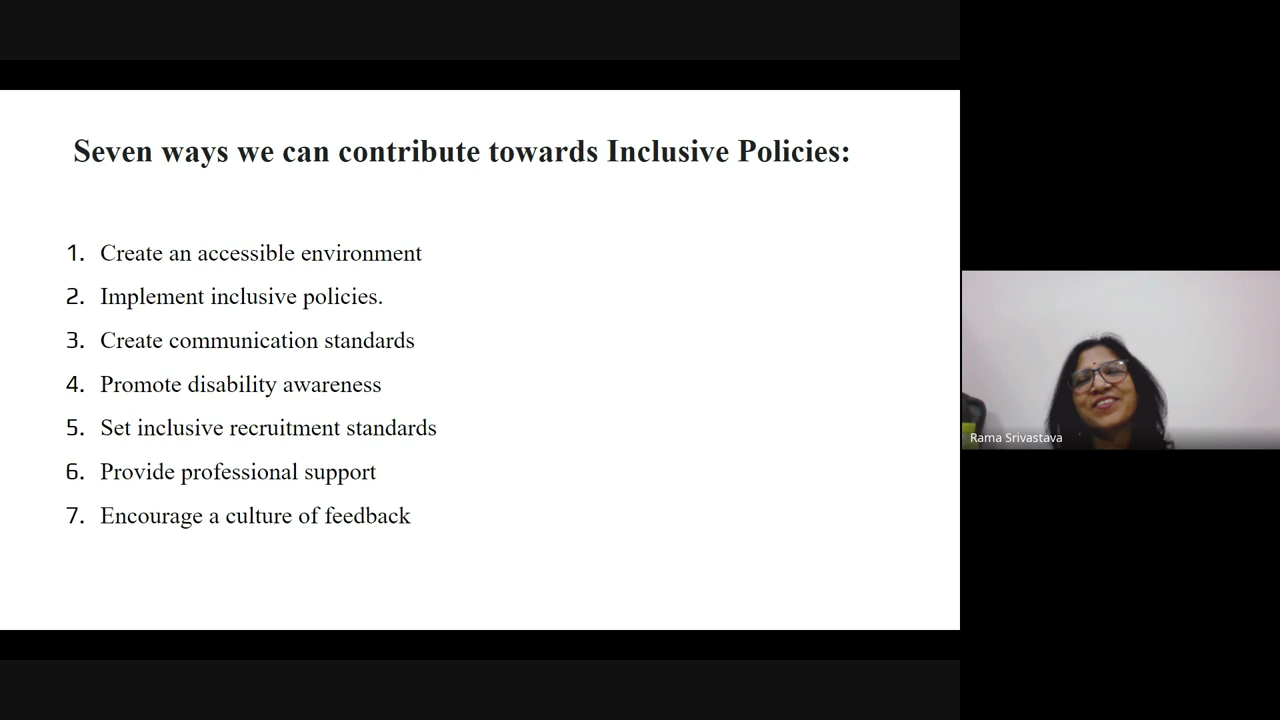 Seven ways we can contribute towards Inclusive Policies:
1. Create an accessible environment
2. Implement inclusive policies.
3. Create communication standards
4. Promote disability awareness
5. Set inclusive recruitment standards
6. Provide professional support
7. Encourage a culture of feedback
Rama Srivastava